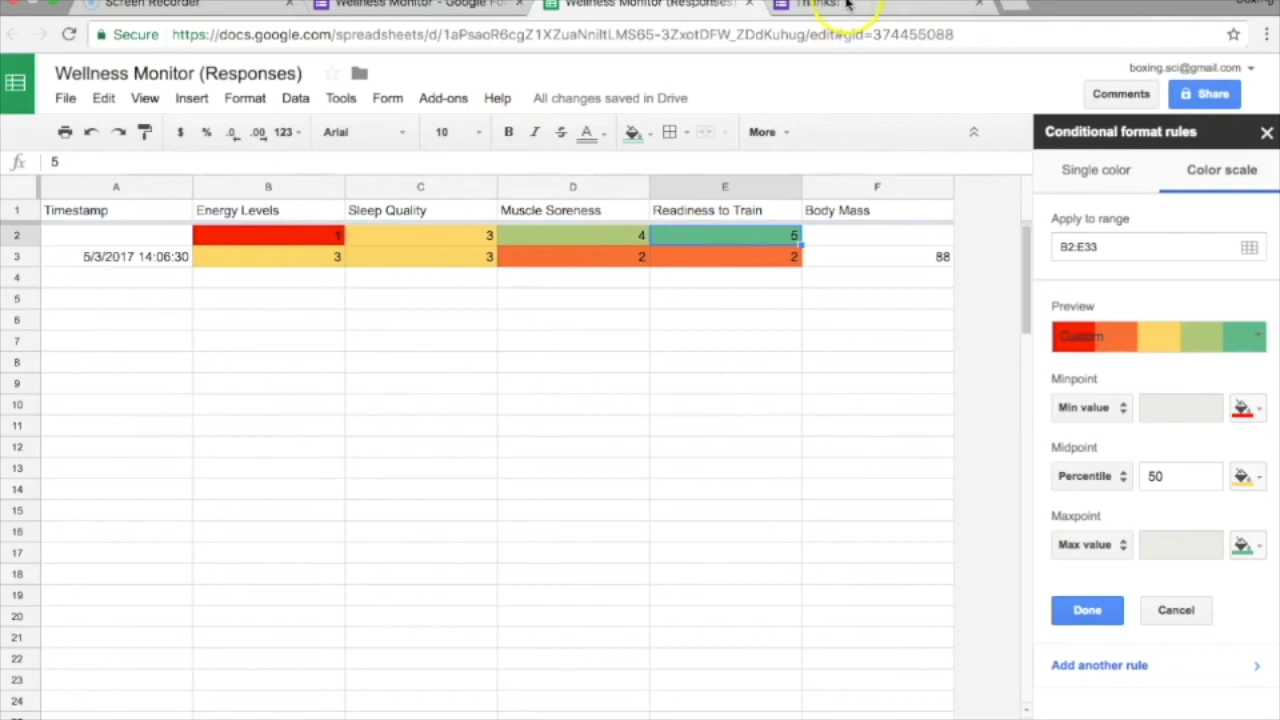 Screen Recorder
Wellness Monitor - Google For
Wellness Monitor (Responses)
Thanks!
Boxing
Secure
https://docs.google.com/spreadsheets/d/1aPsaoR6cgZ1XZuaNniltLMS65-3ZxotDFW_ZDdKuhug/edit#gid=374455088
Wellness Monitor (Responses)
boxing.sci@gmail.com
File Edit View Insert Format Data Tools Form Add-ons Help All changes saved in Drive
Comments
Share
$ % .0 .00 123 Arial 10 B I S A More
fx 5
A B C D E F
1 Timestamp Energy Levels Sleep Quality Muscle Soreness Readiness to Train Body Mass
2 1 3 4 5
3 5/3/2017 14:06:30 3 3 2 2 88
4
5
6
7
8
9
10
11
12
13
14
15
16
17
18
19
20
21
22
23
24
Conditional format rules
Single color Color scale
Apply to range
B2:E33
Preview
Custom
Minpoint
Min value
Midpoint
Percentile 50
Maxpoint
Max value
Done Cancel
Add another rule